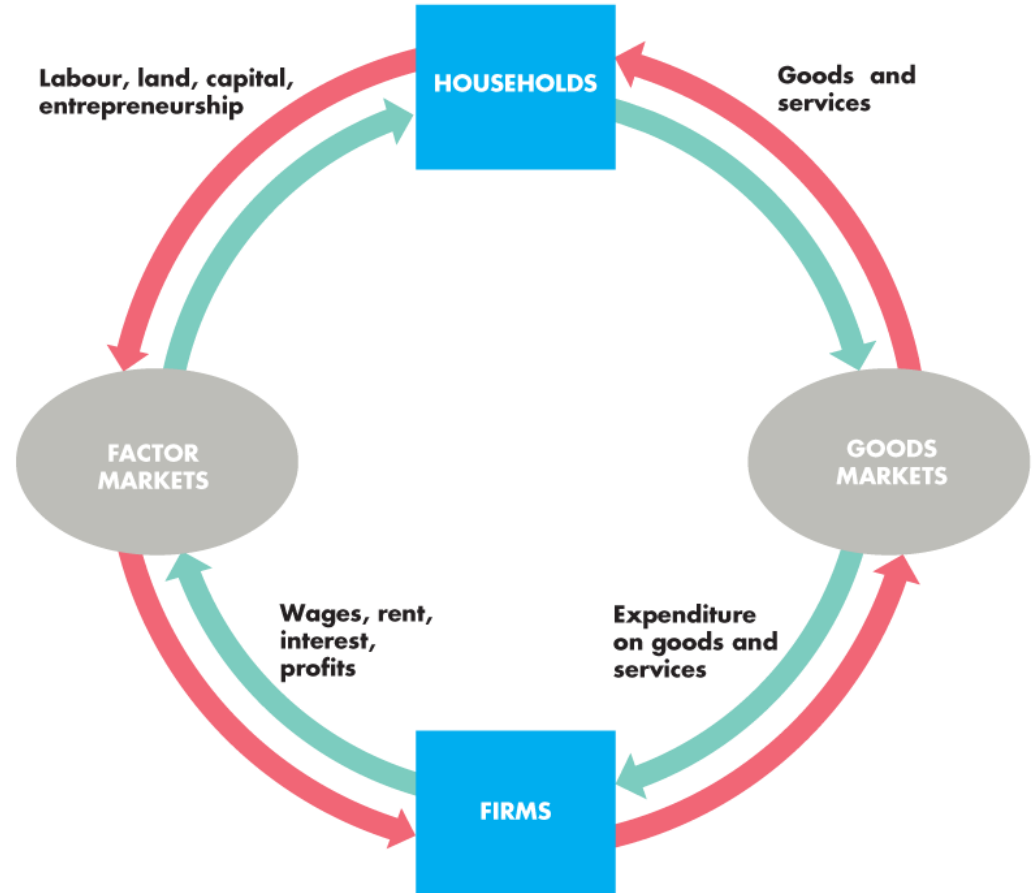 HOUSEHOLDS
Labour, land, capital,
entrepreneurship
Goods and
services
FACTOR
MARKETS
GOODS
MARKETS
Wages, rent,
interest,
profits
Expenditure
on goods and
services
FIRMS